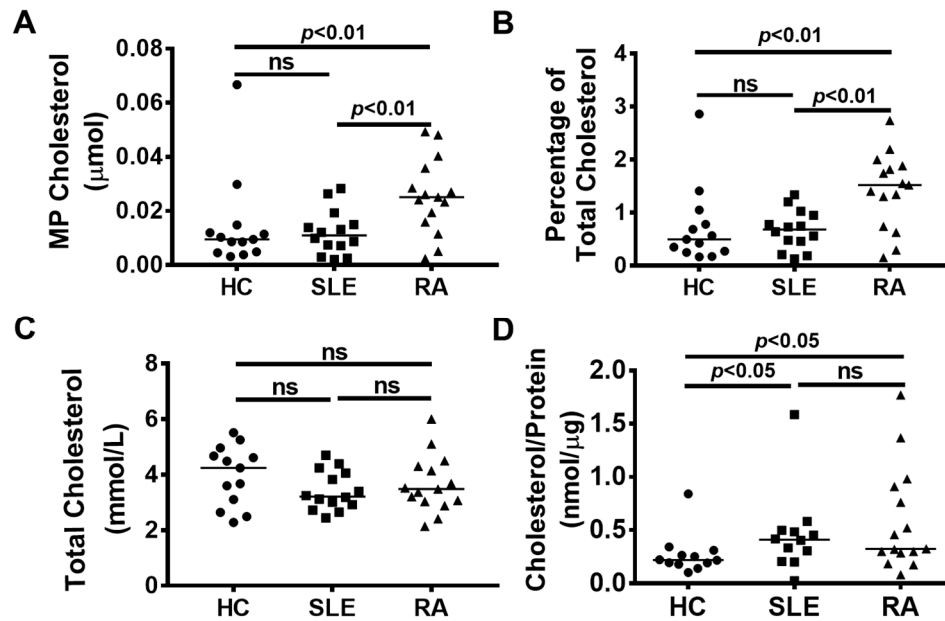 A
MP Cholesterol
(μmol)
0.08
0.06
0.04
0.02
0.00
p<0.01
ns
p<0.01
HC SLE RA
B
Percentage of
Total Cholesterol
4
3
2
1
0
p<0.01
ns
p<0.01
HC SLE RA
C
Total Cholesterol
(mmol/L)
8
6
4
2
0
ns
ns ns
HC SLE RA
D
Cholesterol/Protein
(nmol/μg)
2.0
1.5
1.0
0.5
0.0
p<0.05
p<0.05 ns
HC SLE RA